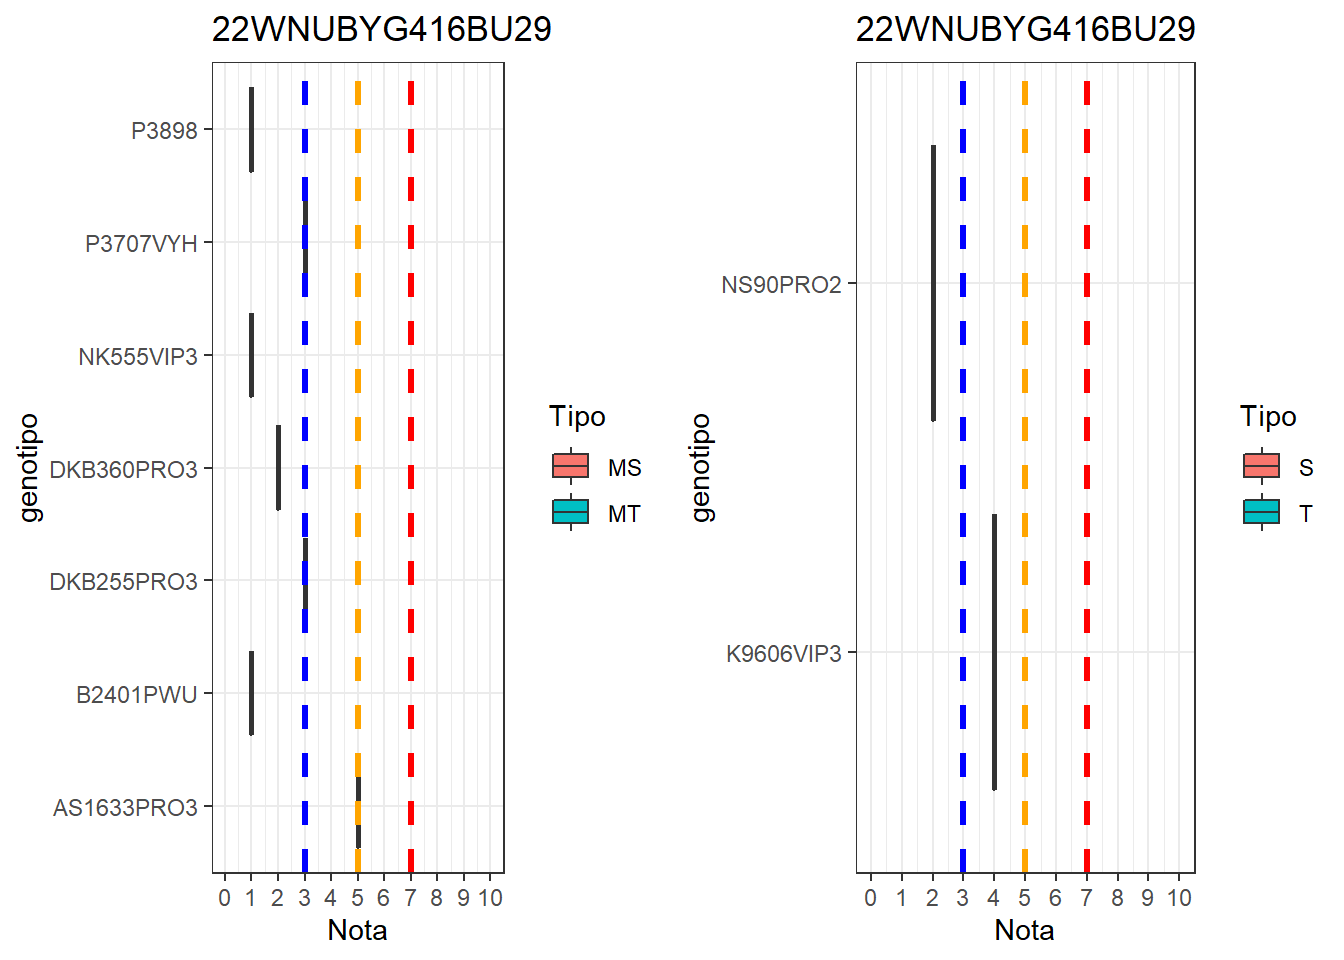 22WNUBYG416BU29
genotipo
P3898
P3707VYH
NK555VIP3
DKB360PRO3
DKB255PRO3
B2401PWU
AS1633PRO3
0 1 2 3 4 5 6 7 8 9 10
Nota
Tipo
MS
MT
22WNUBYG416BU29
genotipo
NS90PRO2
K9606VIP3
0 1 2 3 4 5 6 7 8 9 10
Nota
Tipo
S
T